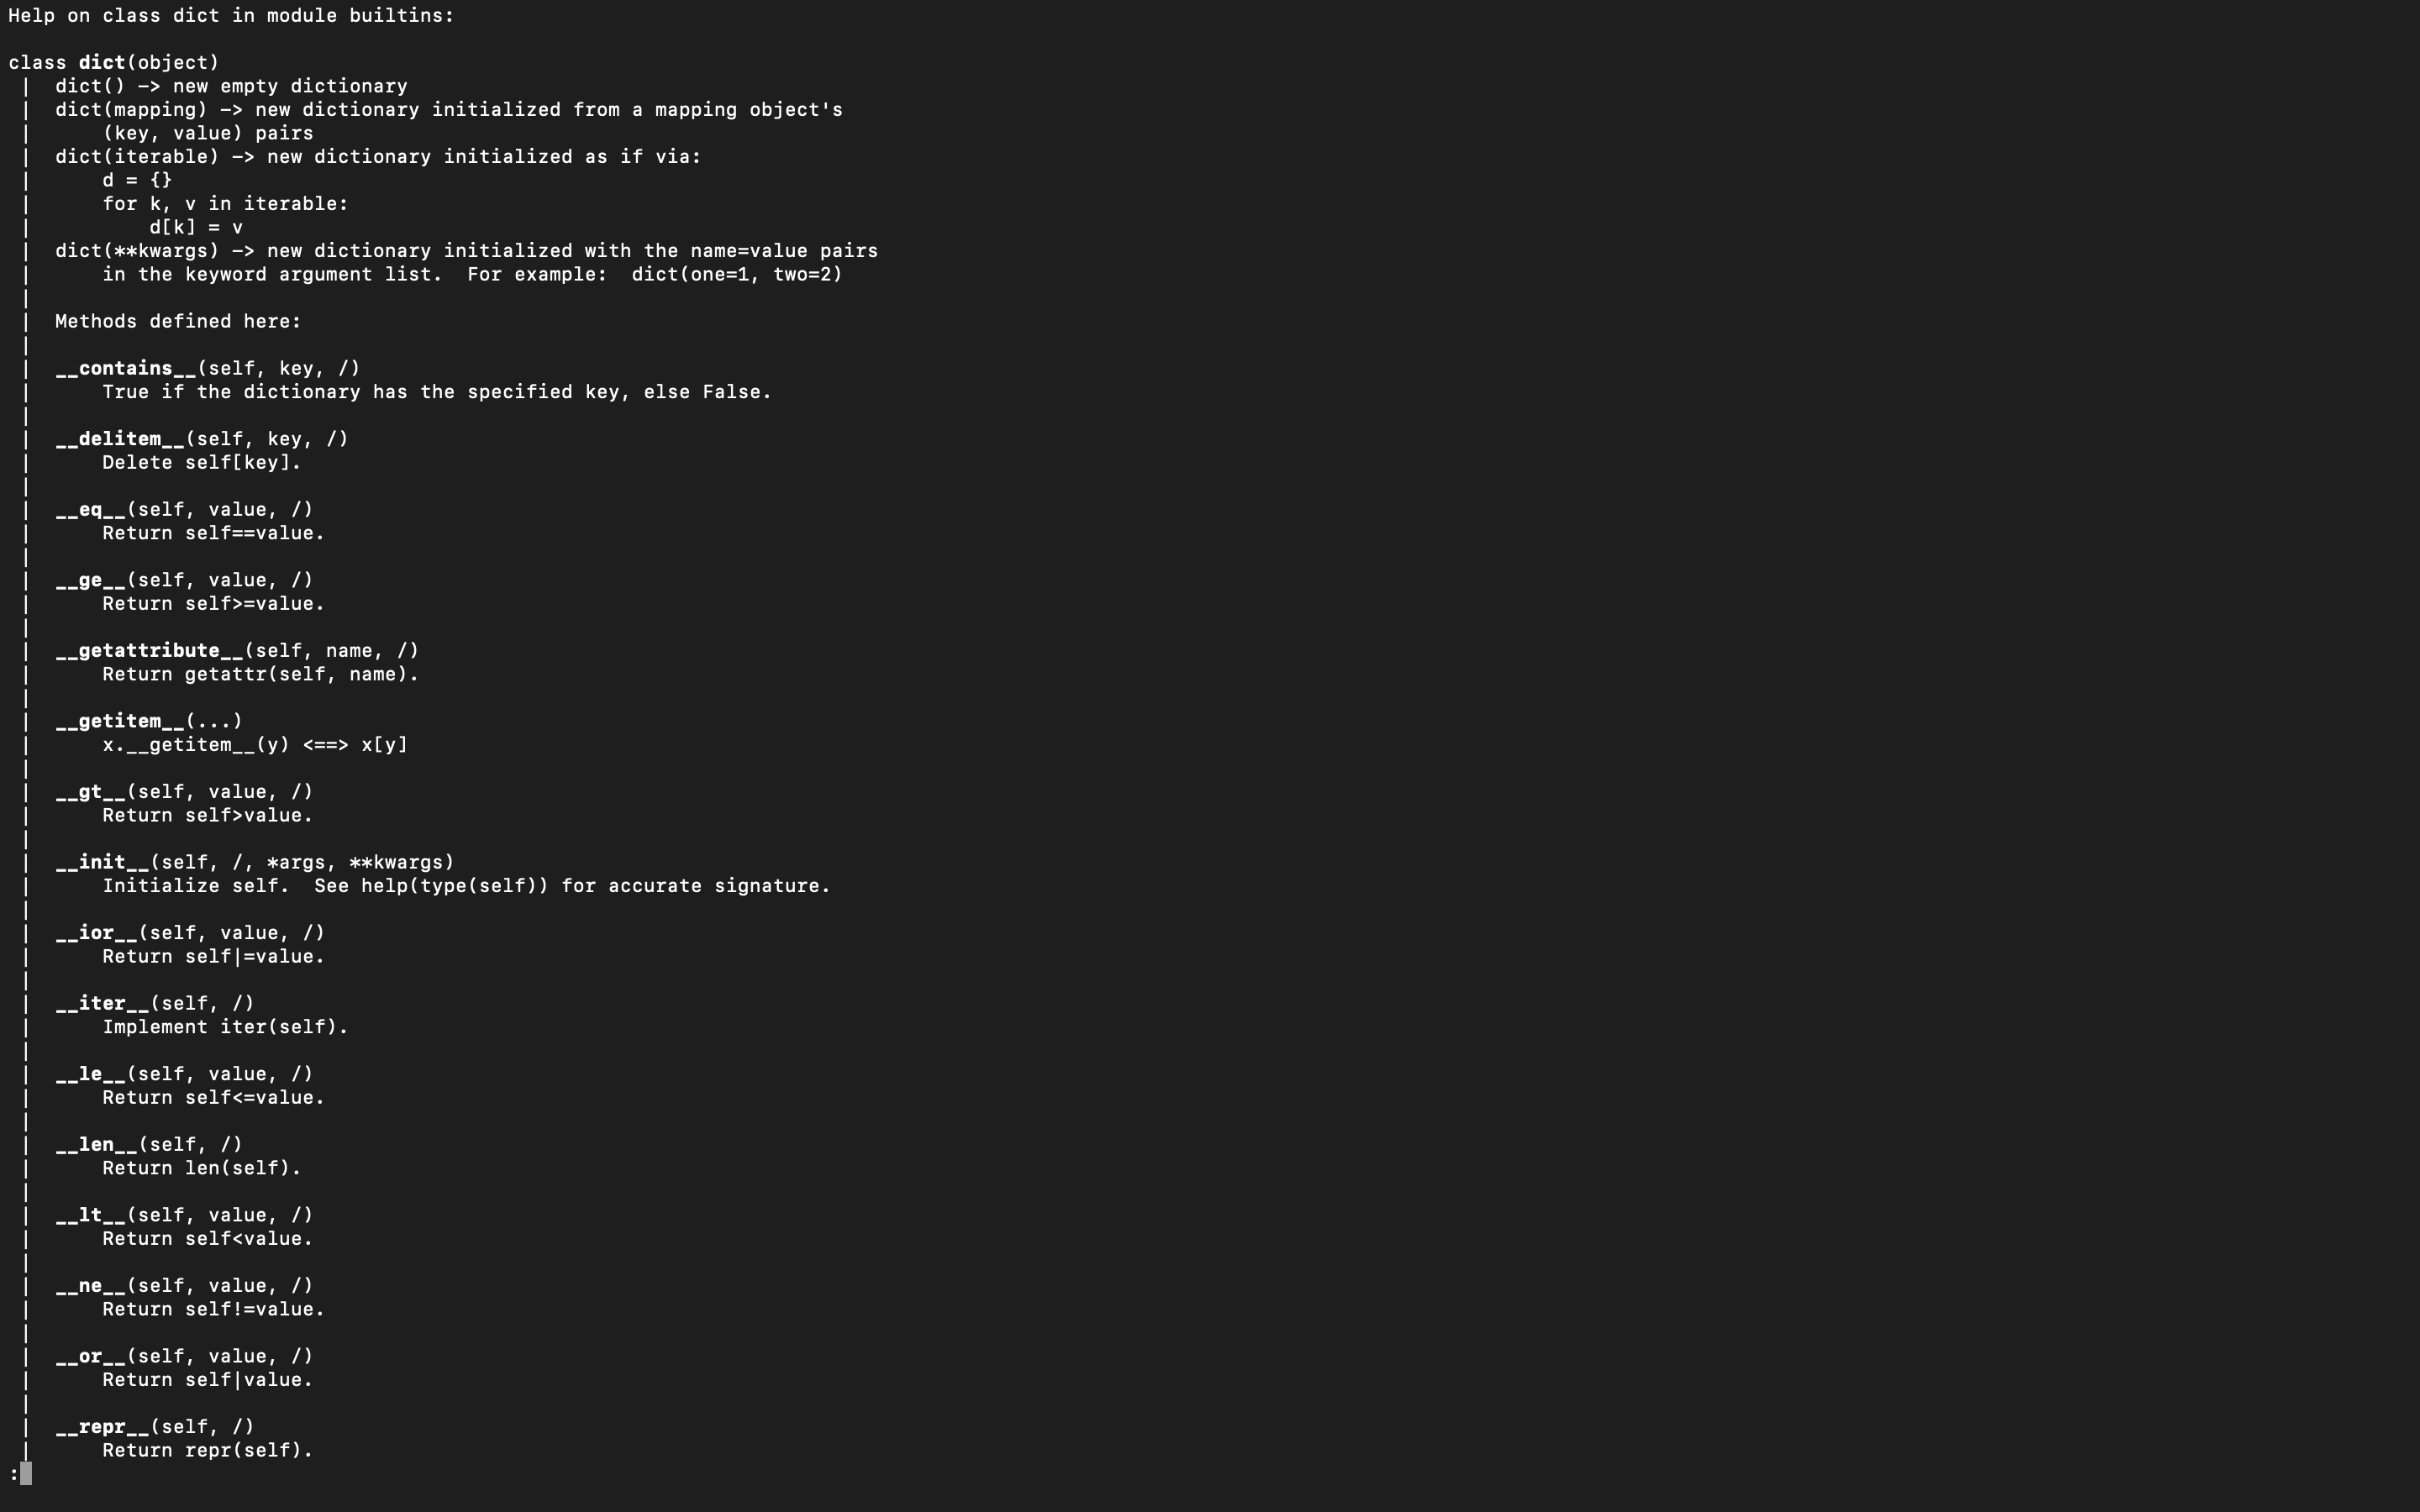 Help on class dict in module builtins:

class dict(object)
 |  dict() -> new empty dictionary
 |  dict(mapping) -> new dictionary initialized from a mapping object's
 |      (key, value) pairs
 |  dict(iterable) -> new dictionary initialized as if via:
 |      d = {}
 |      for k, v in iterable:
 |          d[k] = v
 |  dict(**kwargs) -> new dictionary initialized with the name=value pairs
 |      in the keyword argument list.  For example:  dict(one=1, two=2)
 |
 |  Methods defined here:
 |
 |  __contains__(self, key, /)
 |      True if the dictionary has the specified key, else False.
 |
 |  __delitem__(self, key, /)
 |      Delete self[key].
 |
 |  __eq__(self, value, /)
 |      Return self==value.
 |
 |  __ge__(self, value, /)
 |      Return self>=value.
 |
 |  __getattribute__(self, name, /)
 |      Return getattr(self, name).
 |
 |  __getitem__(...)
 |      x.__getitem__(y) <==> x[y]
 |
 |  __gt__(self, value, /)
 |      Return self>value.
 |
 |  __init__(self, /, *args, **kwargs)
 |      Initialize self.  See help(type(self)) for accurate signature.
 |
 |  __ior__(self, value, /)
 |      Return self|=value.
 |
 |  __iter__(self, /)
 |      Implement iter(self).
 |
 |  __le__(self, value, /)
 |      Return self<=value.
 |
 |  __len__(self, /)
 |      Return len(self).
 |
 |  __lt__(self, value, /)
 |      Return self<value.
 |
 |  __ne__(self, value, /)
 |      Return self!=value.
 |
 |  __or__(self, value, /)
 |      Return self|value.
 |
 |  __repr__(self, /)
 |      Return repr(self).
: